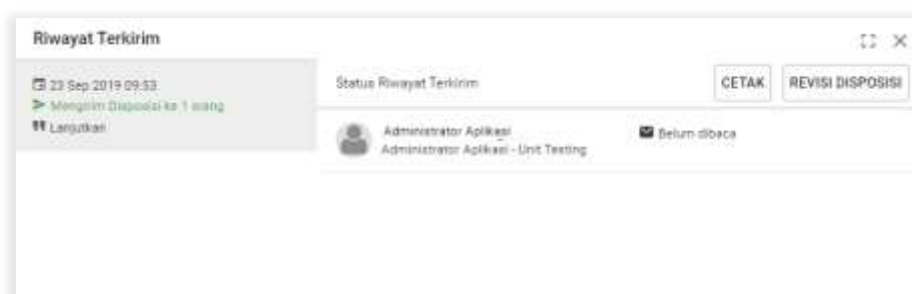 Riwayat Terkirim
23 Sep 2019 09:53
Mengirim Disposisi ke 1 orang
Lanjutkan
Status Riwayat Terkirim
CETAK
REVISI DISPOSISI
Administrator Aplikasi
Administrator Aplikasi - Unit Testing
Belum dibaca